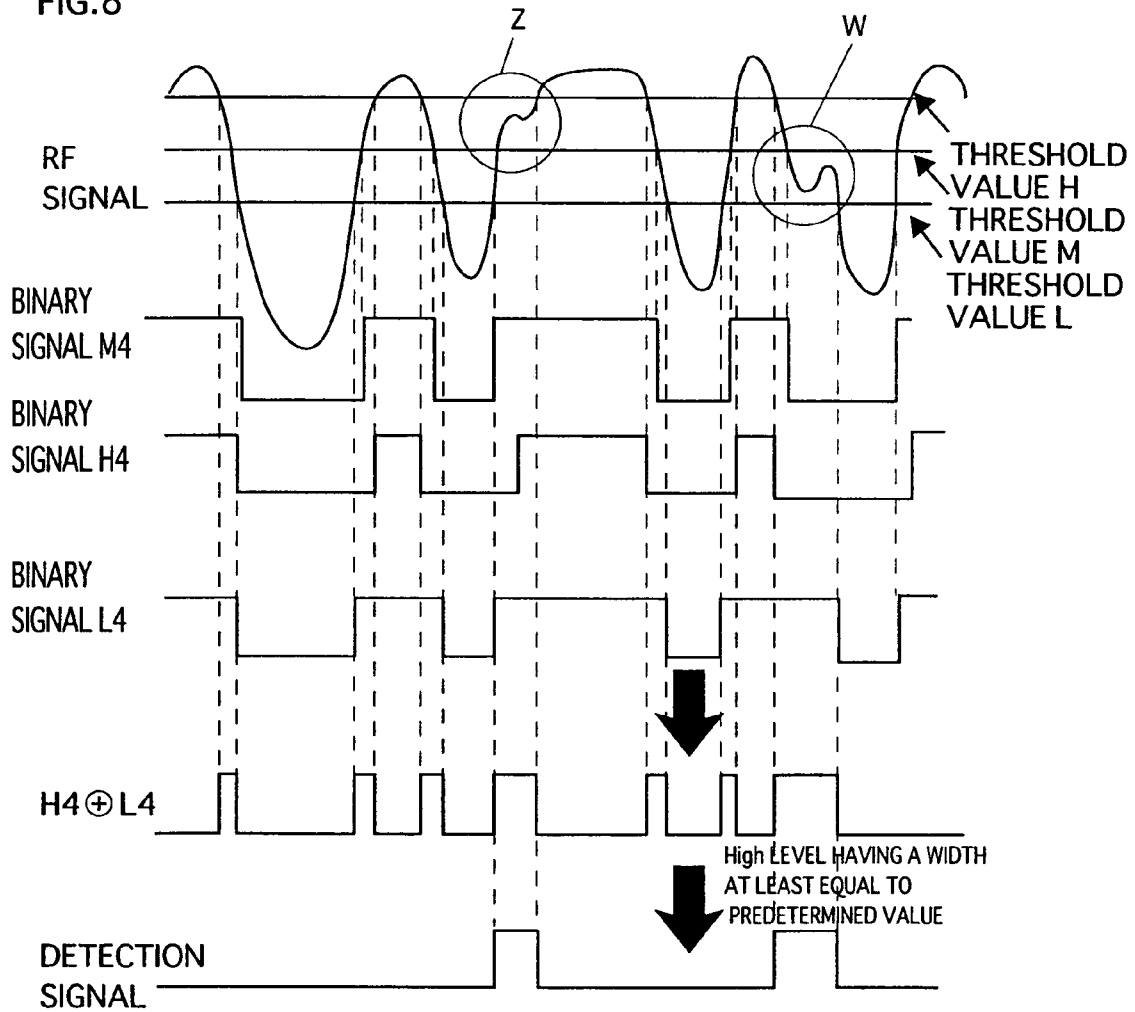 FIG.8
Z
W
RF
SIGNAL
THRESHOLD
VALUE H
THRESHOLD
VALUE M
THRESHOLD
VALUE L
BINARY
SIGNAL M4
BINARY
SIGNAL H4
BINARY
SIGNAL L4
H4⊕L4
High LEVEL HAVING A WIDTH
AT LEAST EQUAL TO
PREDETERMINED VALUE
DETECTION
SIGNAL